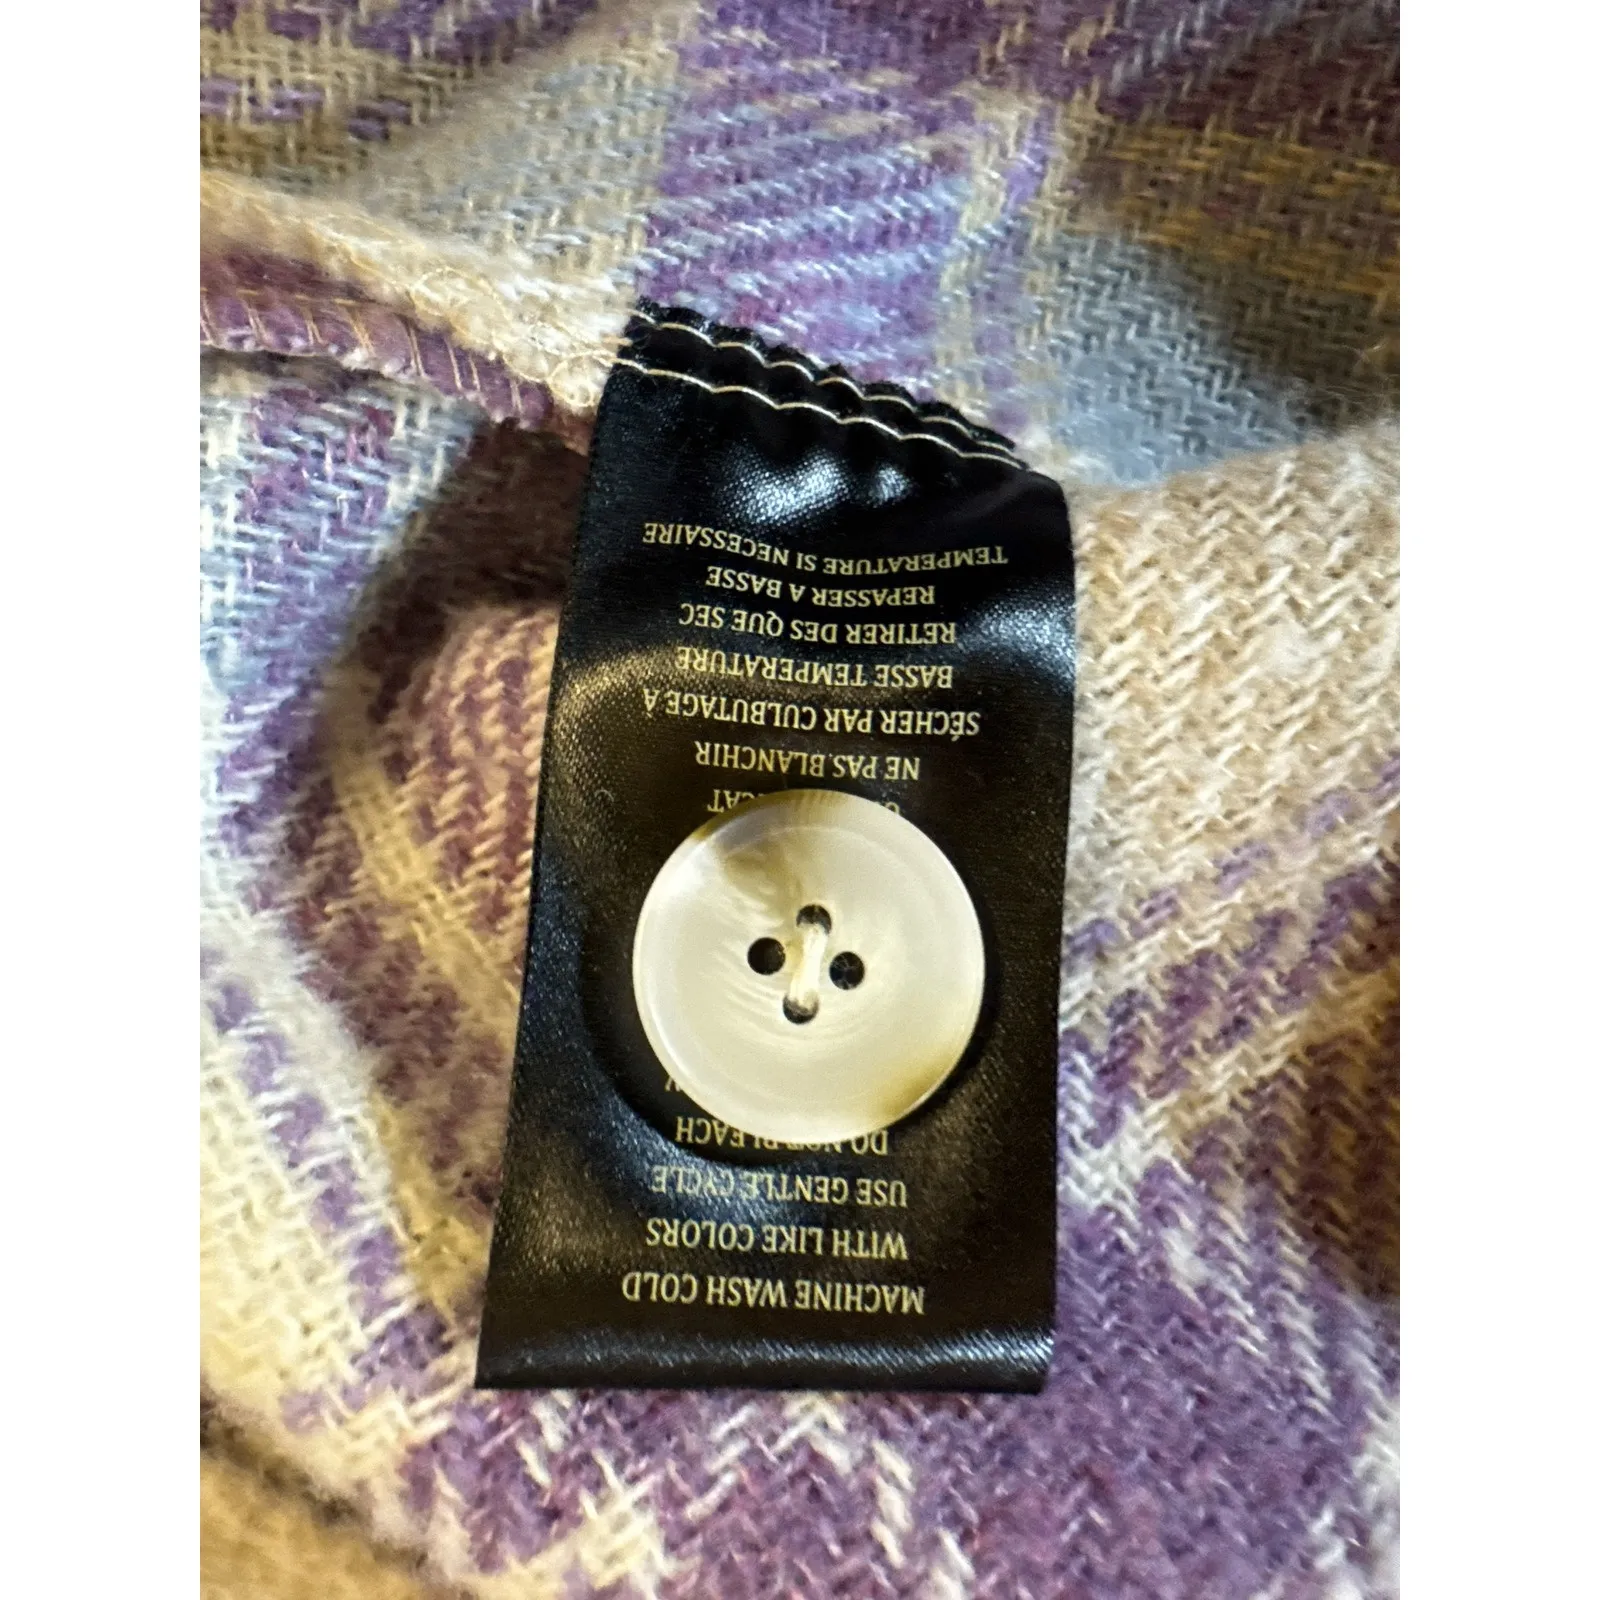 MACHINE WASH COLD
WITH LIKE COLORS
USE GENTLE CYCLE
DO NOT BLEACH
NE PAS BLANCHIR
SÉCHER PAR CULBUTAGE À
BASSE TEMPERATURE
RETIRER DES QUE SEC
REPASSER A BASSE
TEMPERATURE SI NECESSAIRE